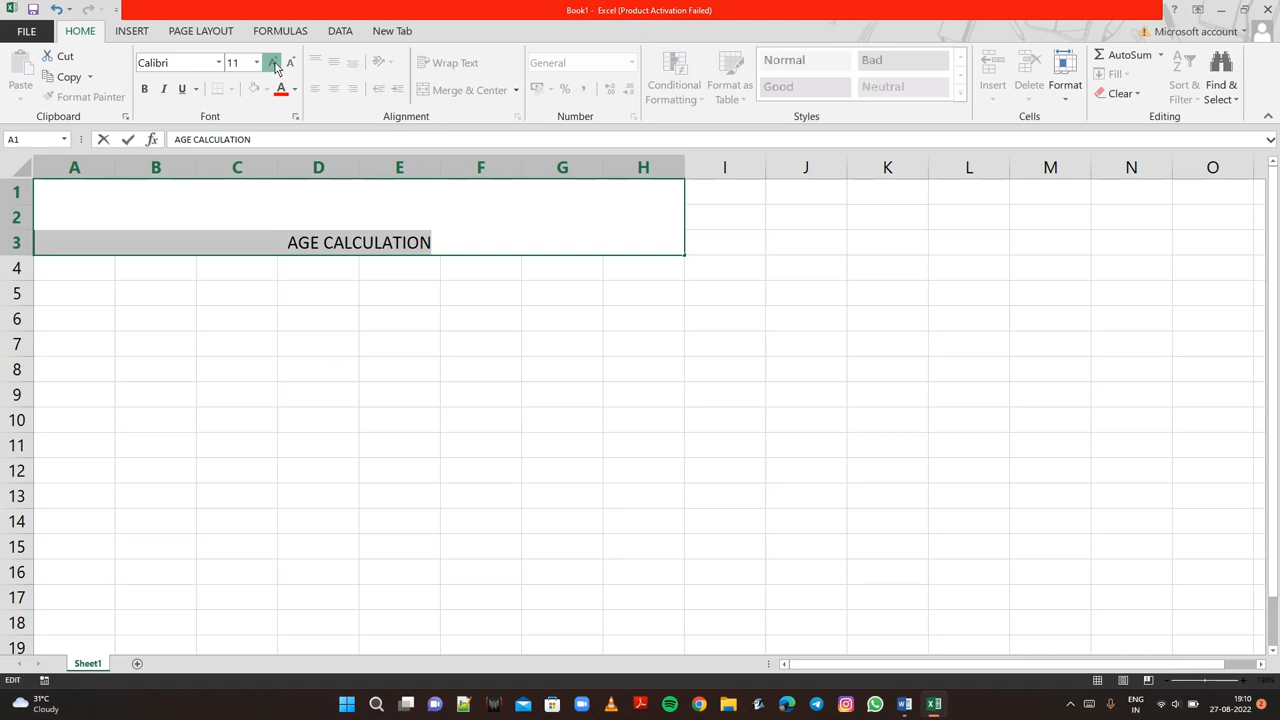 Book1 - Excel (Product Activation Failed)
FILE HOME INSERT PAGE LAYOUT FORMULAS DATA New Tab Microsoft account
Paste Cut
Copy
Format Painter
Clipboard
Calibri 11
B I U
Font
Wrap Text
Merge & Center
Alignment
General
%
Number
Conditional Formatting
Format as Table
Normal Bad
Good Neutral
Styles
Insert Delete Format
Cells
AutoSum
Fill
Clear
Sort & Filter
Find & Select
Editing
A1 fx AGE CALCULATION
A B C D E F G H I J K L M N O
1
2
3 AGE CALCULATION
4
5
6
7
8
9
10
11
12
13
14
15
16
17
18
19
Sheet1
EDIT 190%
31°C
Cloudy
ENG
IN
19:10
27-08-2022